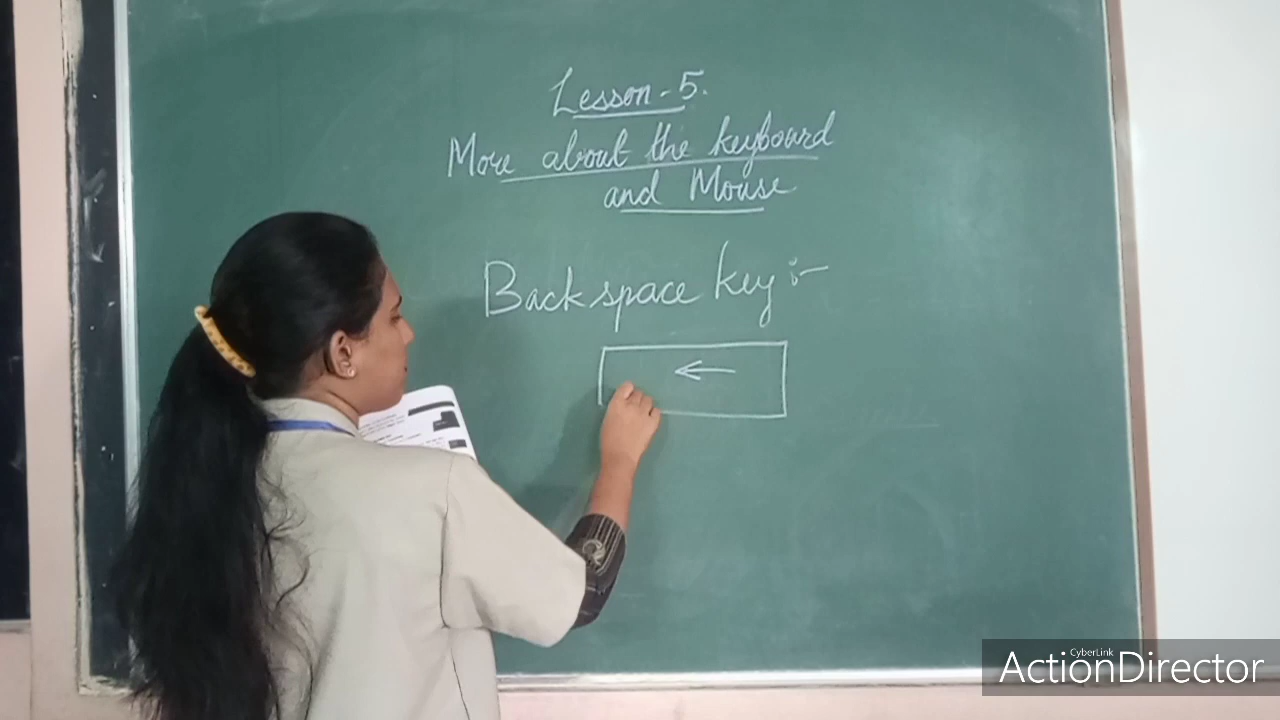 Lesson - 5.
More about the keyboard
and Mouse
Backspace key :-
←
CyberLink
ActionDirector